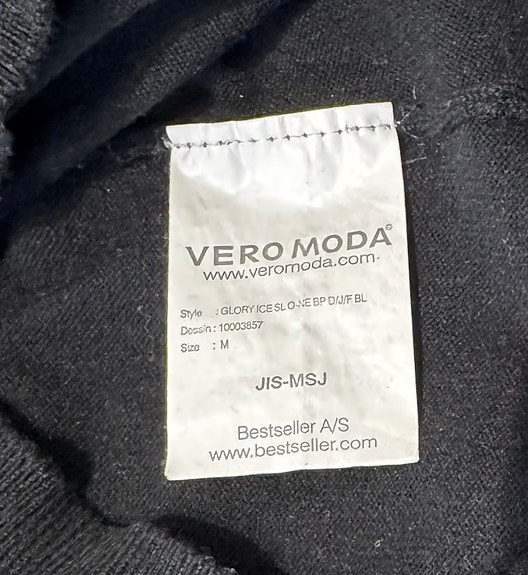 VERO MODA®
www.veromoda.com
Style : GLORY ICE SL O-NE BP D/J/F BL
Dessin : 10003857
Size : M
JIS-MSJ
Bestseller A/S
www.bestseller.com